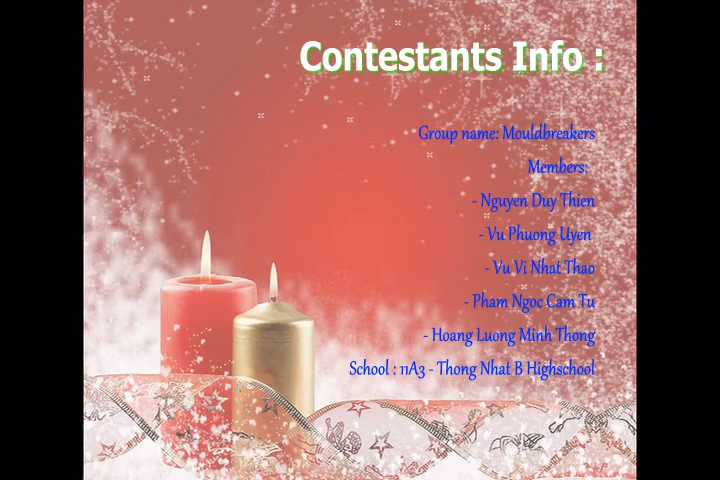 Contestants Info :
Group name: Mouldbreakers
Members:
- Nguyen Duy Thien
- Vu Phuong Uyen
- Vu Vi Nhat Thao
- Pham Ngoc Cam Tu
- Hoang Luong Minh Thong
School : 11A3 - Thong Nhat B Highschool